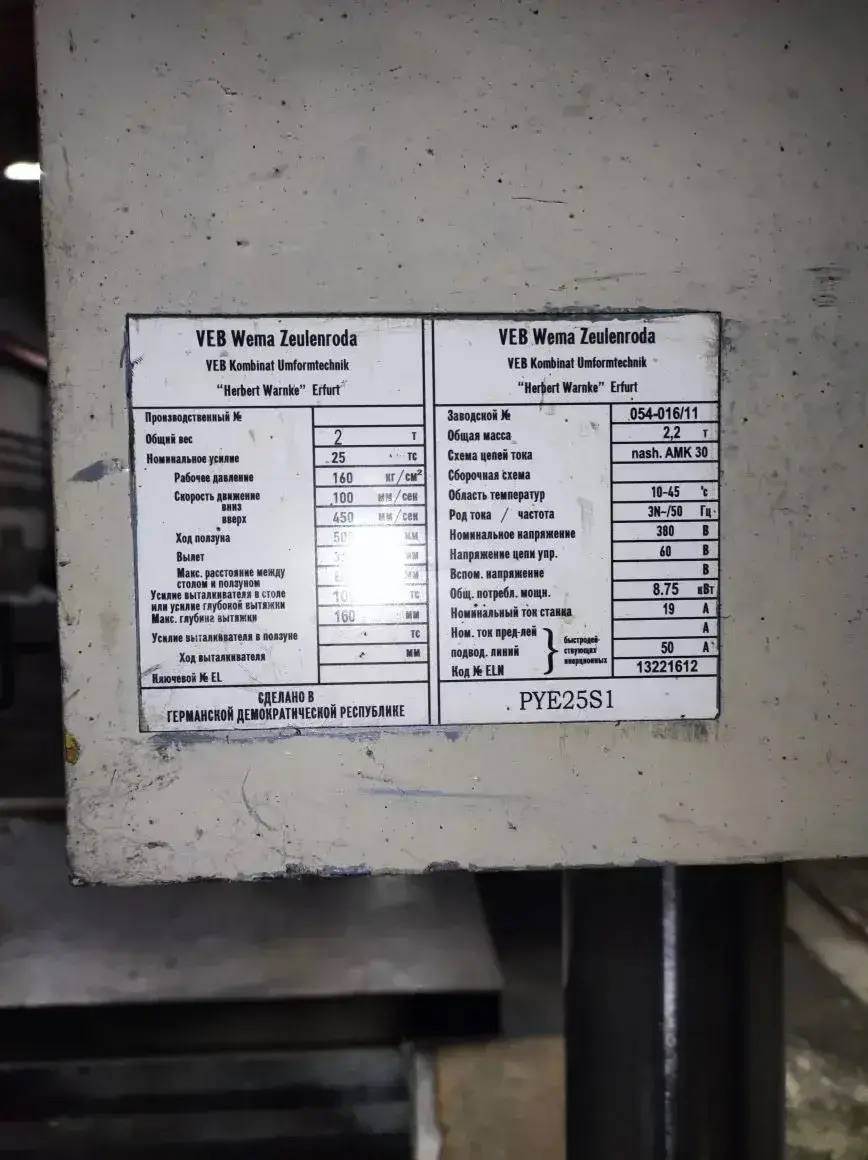 VEB Wema Zeulenroda
VEB Kombinat Umformtechnik
"Herbert Warnke" Erfurt
Производственный №
Общий вес 2 т
Номинальное усилие 25 тс
Рабочее давление 160 кг/см²
Скорость движение
вниз 100 мм/сек
вверх 450 мм/сек
Ход ползуна мм
Вылет мм
Макс. расстояние между
столом и ползуном мм
Усилие выталкивателя в столе
или усилие глубокой вытяжки тс
Макс. глубина вытяжки 160 мм
Усилие выталкивателя в ползуне тс
Ход выталкивателя мм
Ключевой № EL
СДЕЛАНО В
ГЕРМАНСКОЙ ДЕМОКРАТИЧЕСКОЙ РЕСПУБЛИКЕ
VEB Wema Zeulenroda
VEB Kombinat Umformtechnik
"Herbert Warnke" Erfurt
Заводской № 054-016/11
Общая масса 2,2 т
Схема цепей тока nash. AMK 30
Сборочная схема
Область температур 10-45 °c
Род тока / частота 3N~/50 Гц
Номинальное напряжение 380 В
Напряжение цепи упр. 60 В
Вспом. напряжение В
Общ. потребл. мощн. 8.75 кВт
Номинальный ток станка 19 А
Ном. ток пред-лей А
подвод. линий } быстродей-
ствующих
инерционных 50 А
Код № ELN 13221612
PYE25S1